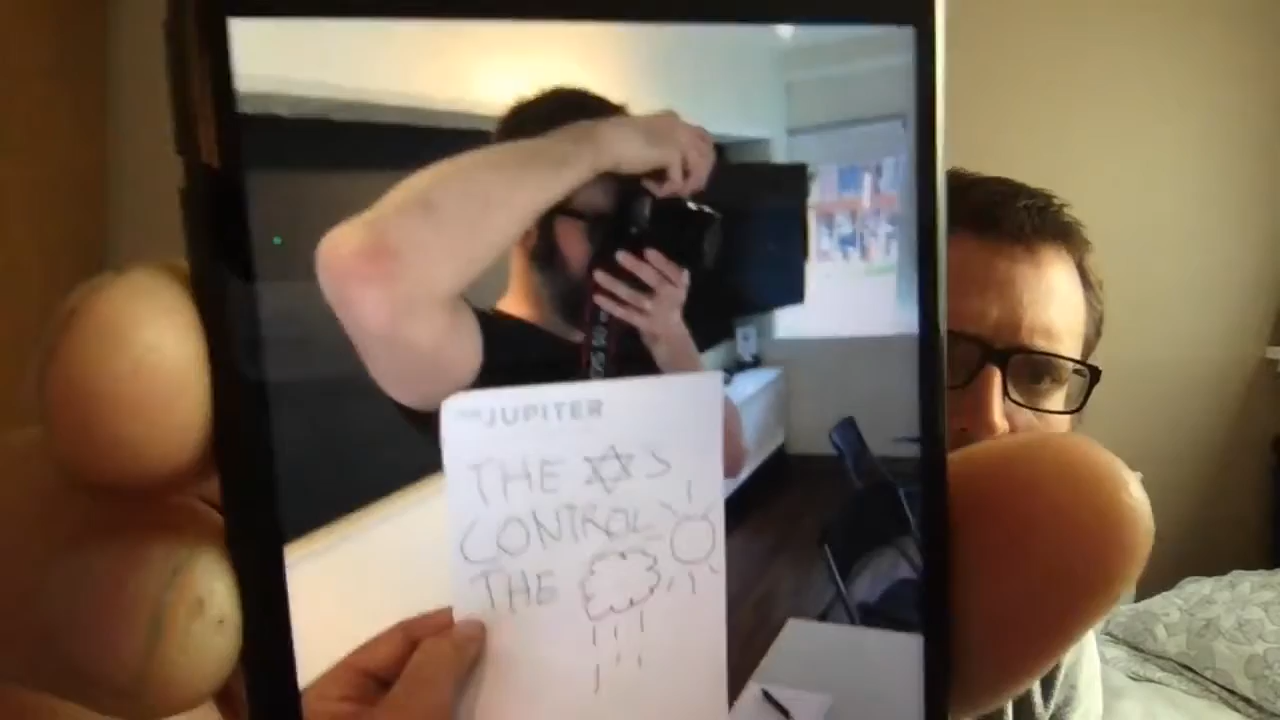 JUPITER
THE ✡S
CONTROL
THE